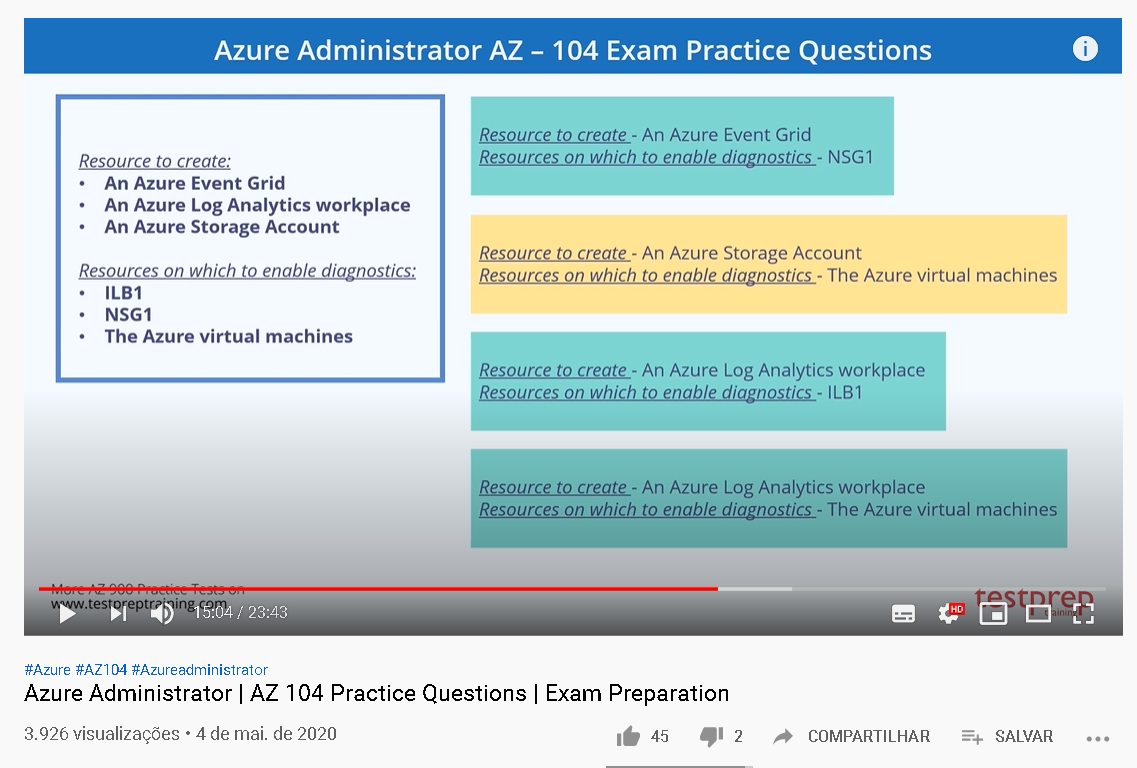 Azure Administrator AZ – 104 Exam Practice Questions
Resource to create:
• An Azure Event Grid
• An Azure Log Analytics workplace
• An Azure Storage Account
Resources on which to enable diagnostics:
• ILB1
• NSG1
• The Azure virtual machines
Resource to create - An Azure Event Grid
Resources on which to enable diagnostics - NSG1
Resource to create - An Azure Storage Account
Resources on which to enable diagnostics - The Azure virtual machines
Resource to create - An Azure Log Analytics workplace
Resources on which to enable diagnostics - ILB1
Resource to create - An Azure Log Analytics workplace
Resources on which to enable diagnostics - The Azure virtual machines
More AZ 900 Practice Tests on
www.testpreptraining.com
15:04 / 23:43
HD
testprep
training
#Azure #AZ104 #Azureadministrator
Azure Administrator | AZ 104 Practice Questions | Exam Preparation
3.926 visualizações • 4 de mai. de 2020
45 2 COMPARTILHAR SALVAR